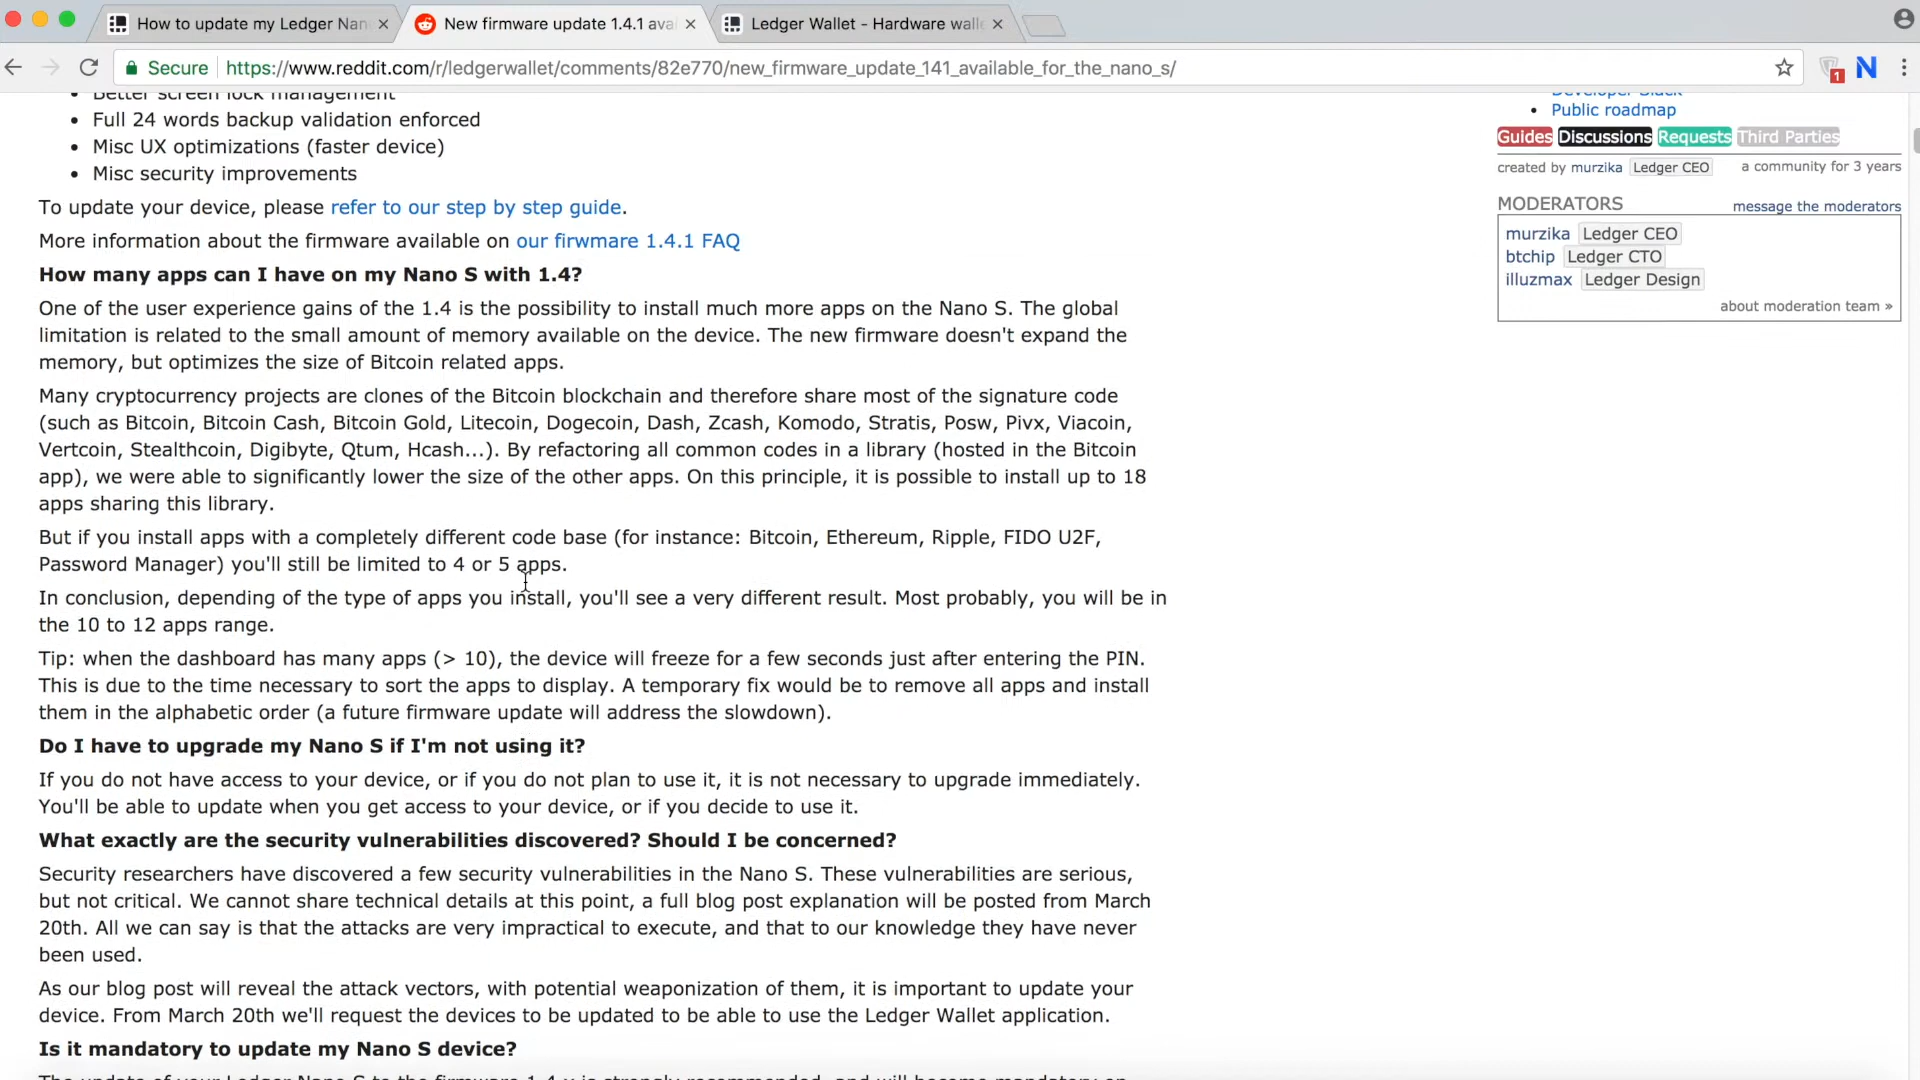 How to update my Ledger Nan
New firmware update 1.4.1 ava
Ledger Wallet - Hardware walle
Secure
https://www.reddit.com/r/ledgerwallet/comments/82e770/new_firmware_update_141_available_for_the_nano_s/
1
N
Better screen lock management
Full 24 words backup validation enforced
Misc UX optimizations (faster device)
Misc security improvements
To update your device, please refer to our step by step guide.
More information about the firmware available on our firwmare 1.4.1 FAQ
How many apps can I have on my Nano S with 1.4?
One of the user experience gains of the 1.4 is the possibility to install much more apps on the Nano S. The global
limitation is related to the small amount of memory available on the device. The new firmware doesn't expand the
memory, but optimizes the size of Bitcoin related apps.
Many cryptocurrency projects are clones of the Bitcoin blockchain and therefore share most of the signature code
(such as Bitcoin, Bitcoin Cash, Bitcoin Gold, Litecoin, Dogecoin, Dash, Zcash, Komodo, Stratis, Posw, Pivx, Viacoin,
Vertcoin, Stealthcoin, Digibyte, Qtum, Hcash...). By refactoring all common codes in a library (hosted in the Bitcoin
app), we were able to significantly lower the size of the other apps. On this principle, it is possible to install up to 18
apps sharing this library.
But if you install apps with a completely different code base (for instance: Bitcoin, Ethereum, Ripple, FIDO U2F,
Password Manager) you'll still be limited to 4 or 5 apps.
In conclusion, depending of the type of apps you install, you'll see a very different result. Most probably, you will be in
the 10 to 12 apps range.
Tip: when the dashboard has many apps (> 10), the device will freeze for a few seconds just after entering the PIN.
This is due to the time necessary to sort the apps to display. A temporary fix would be to remove all apps and install
them in the alphabetic order (a future firmware update will address the slowdown).
Do I have to upgrade my Nano S if I'm not using it?
If you do not have access to your device, or if you do not plan to use it, it is not necessary to upgrade immediately.
You'll be able to update when you get access to your device, or if you decide to use it.
What exactly are the security vulnerabilities discovered? Should I be concerned?
Security researchers have discovered a few security vulnerabilities in the Nano S. These vulnerabilities are serious,
but not critical. We cannot share technical details at this point, a full blog post explanation will be posted from March
20th. All we can say is that the attacks are very impractical to execute, and that to our knowledge they have never
been used.
As our blog post will reveal the attack vectors, with potential weaponization of them, it is important to update your
device. From March 20th we'll request the devices to be updated to be able to use the Ledger Wallet application.
Is it mandatory to update my Nano S device?
The update of your Ledger Nano S to the firmware 1.4.x is strongly recommended, and will become mandatory on
Developer Slack
Public roadmap
Guides Discussions Requests Third Parties
created by murzika Ledger CEO a community for 3 years
MODERATORS message the moderators
murzika Ledger CEO
btchip Ledger CTO
illuzmax Ledger Design
about moderation team »